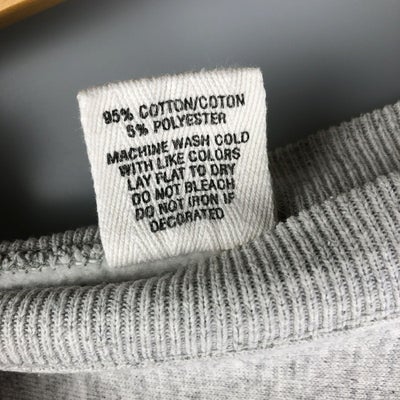 95% COTTON/COTON
5% POLYESTER
MACHINE WASH COLD
WITH LIKE COLORS
LAY FLAT TO DRY
DO NOT BLEACH
DO NOT IRON IF
DECORATED